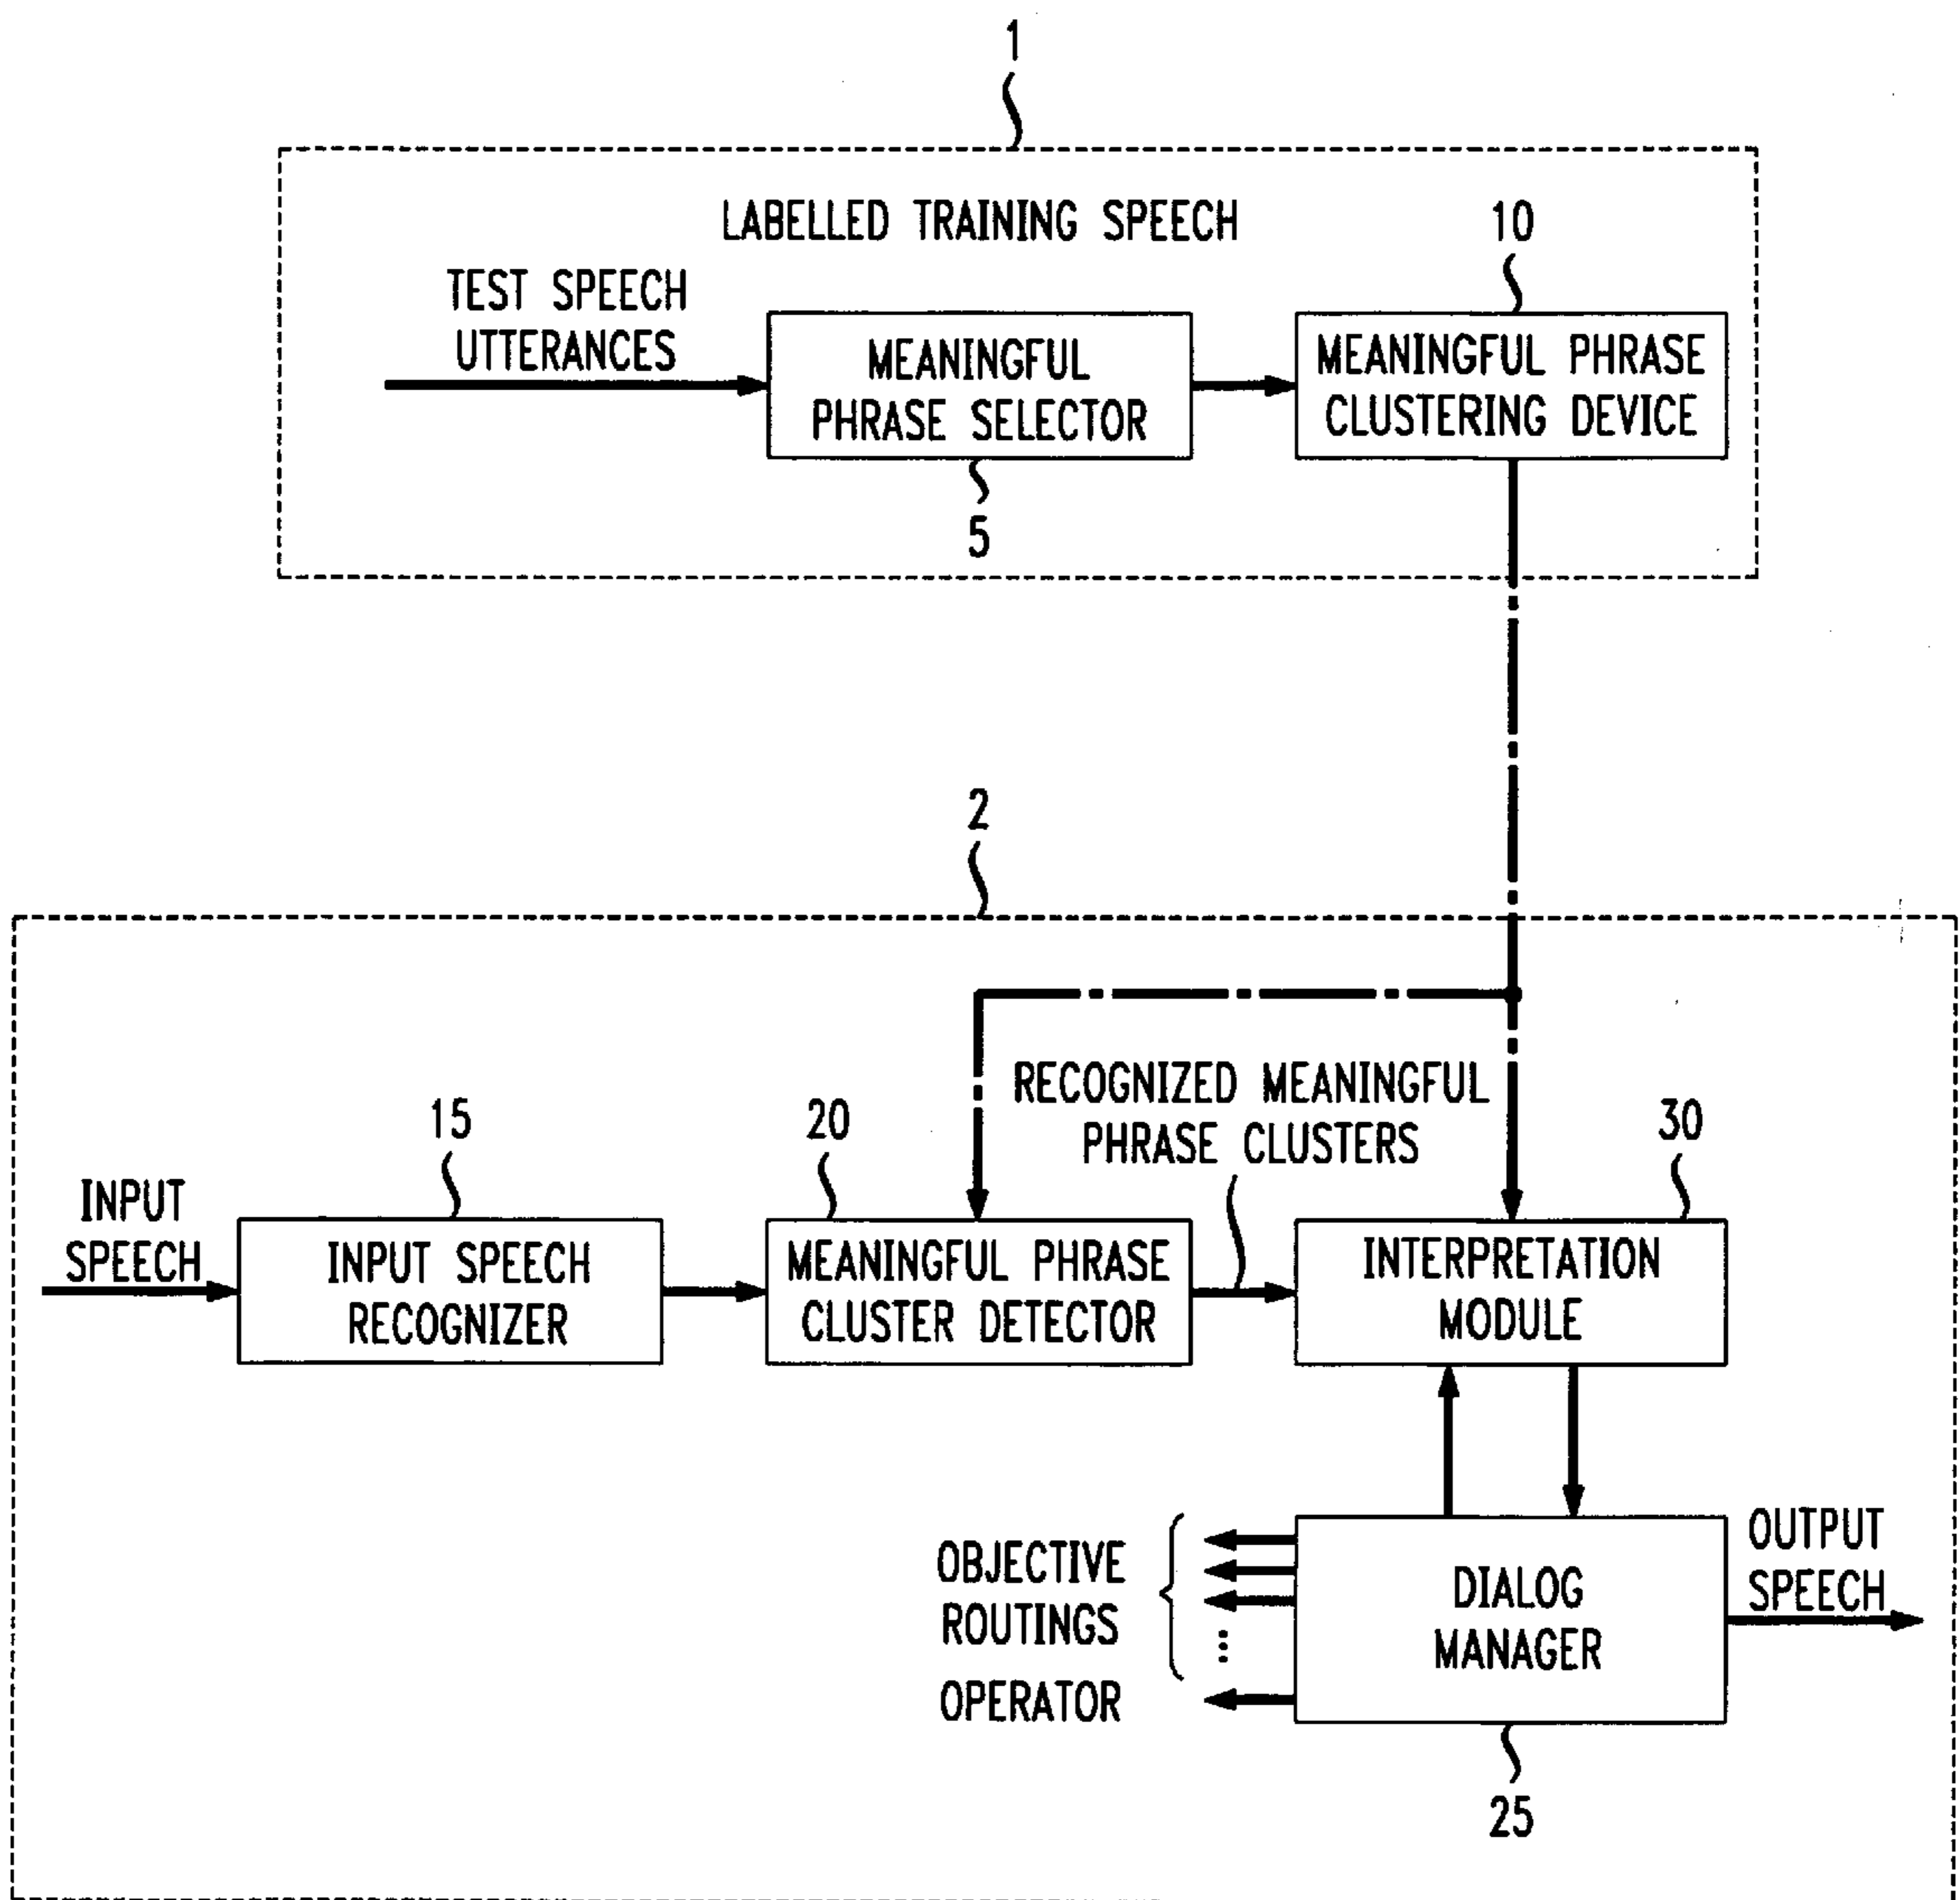 1
LABELLED TRAINING SPEECH
10
TEST SPEECH
UTTERANCES
MEANINGFUL
PHRASE SELECTOR
MEANINGFUL PHRASE
CLUSTERING DEVICE
5
2
RECOGNIZED MEANINGFUL
PHRASE CLUSTERS
15
20
30
INPUT
SPEECH
INPUT SPEECH
RECOGNIZER
MEANINGFUL PHRASE
CLUSTER DETECTOR
INTERPRETATION
MODULE
OBJECTIVE
ROUTINGS
OPERATOR
DIALOG
MANAGER
OUTPUT
SPEECH
25